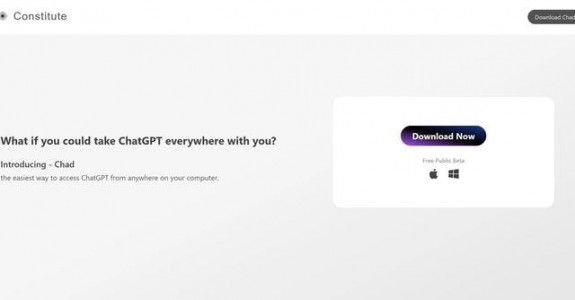 Constitute
Download Chad
What if you could take ChatGPT everywhere with you?
Introducing - Chad
the easiest way to access ChatGPT from anywhere on your computer.
Download Now
Free Public Beta